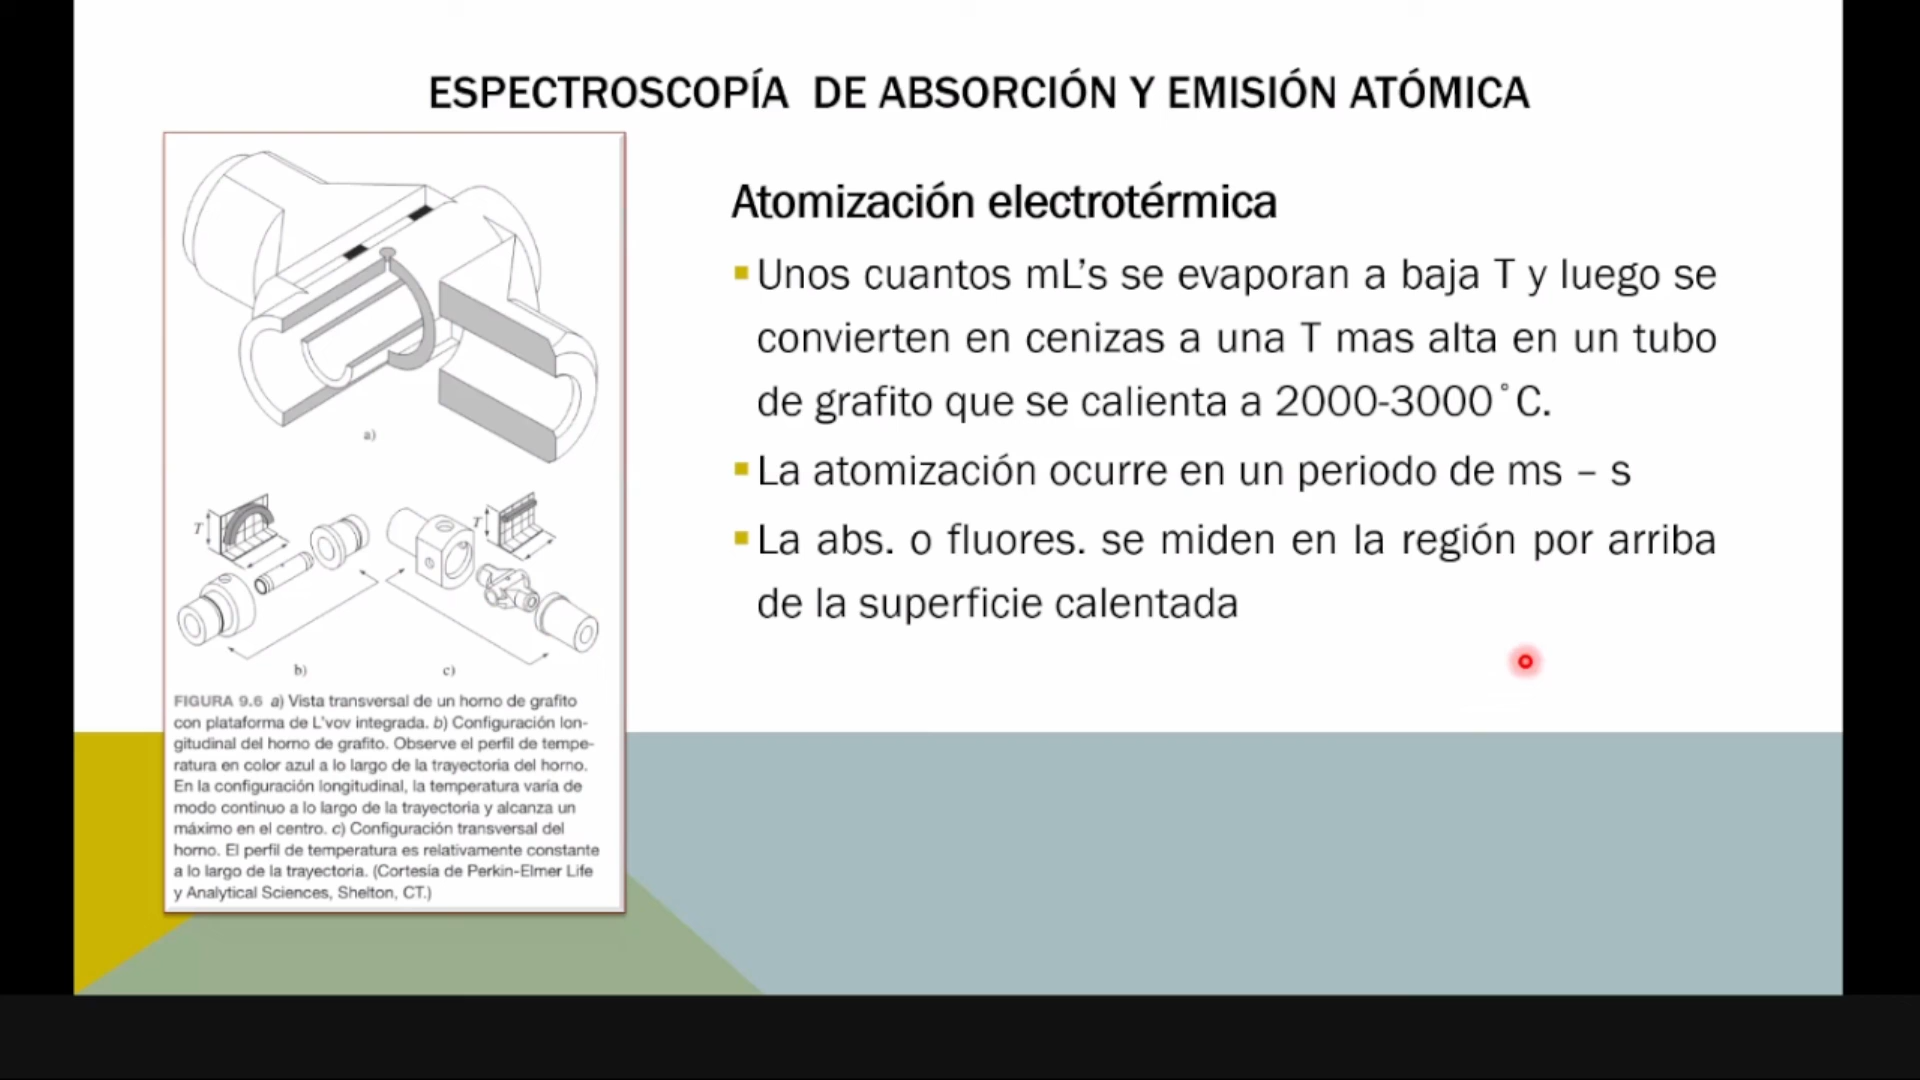 ESPECTROSCOPÍA DE ABSORCIÓN Y EMISIÓN ATÓMICA
Atomización electrotérmica
Unos cuantos mL's se evaporan a baja T y luego se
convierten en cenizas a una T mas alta en un tubo
de grafito que se calienta a 2000-3000˚C.
La atomización ocurre en un periodo de ms – s
La abs. o fluores. se miden en la región por arriba
de la superficie calentada
a)
T
T
b)
c)
FIGURA 9.6 a) Vista transversal de un horno de grafito
con plataforma de L'vov integrada. b) Configuración lon-
gitudinal del horno de grafito. Observe el perfil de tempe-
ratura en color azul a lo largo de la trayectoria del horno.
En la configuración longitudinal, la temperatura varía de
modo continuo a lo largo de la trayectoria y alcanza un
máximo en el centro. c) Configuración transversal del
horno. El perfil de temperatura es relativamente constante
a lo largo de la trayectoria. (Cortesía de Perkin-Elmer Life
y Analytical Sciences, Shelton, CT.)